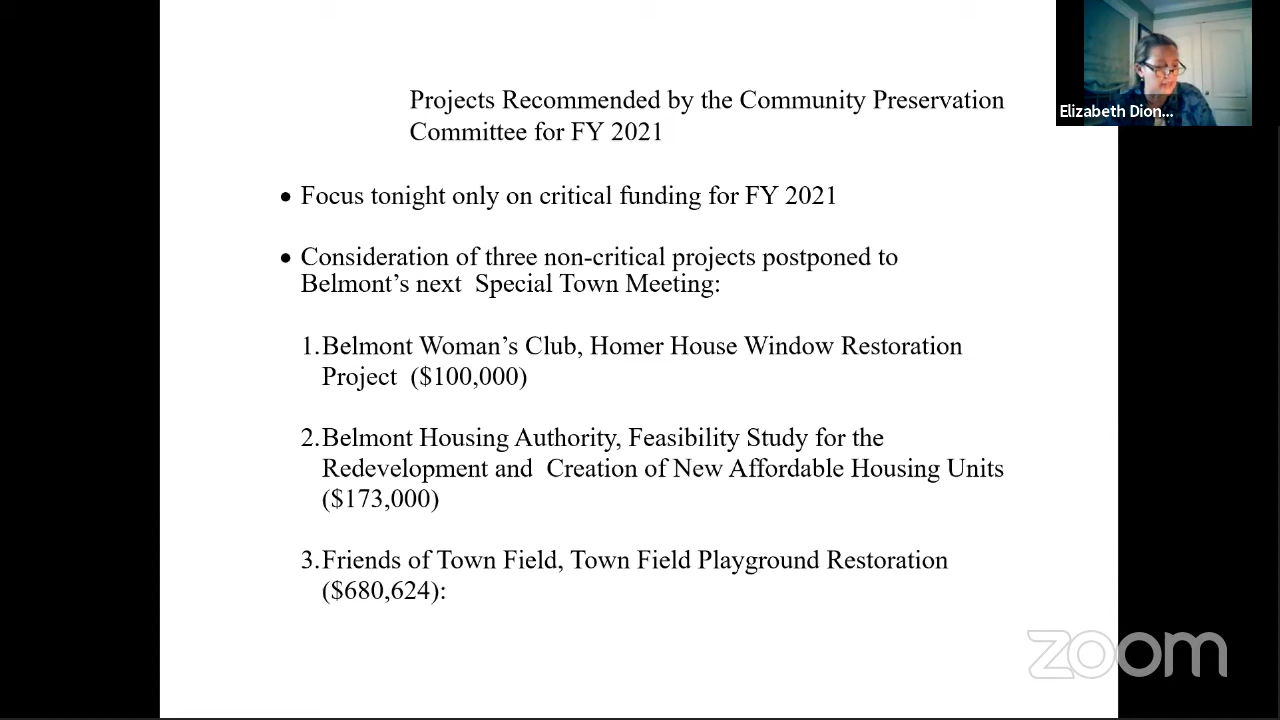 Projects Recommended by the Community Preservation
Committee for FY 2021
Elizabeth Dion...
• Focus tonight only on critical funding for FY 2021
• Consideration of three non-critical projects postponed to
Belmont’s next  Special Town Meeting:
1.Belmont Woman’s Club, Homer House Window Restoration
Project  ($100,000)
2.Belmont Housing Authority, Feasibility Study for the
Redevelopment and  Creation of New Affordable Housing Units
($173,000)
3.Friends of Town Field, Town Field Playground Restoration
($680,624):
zoom